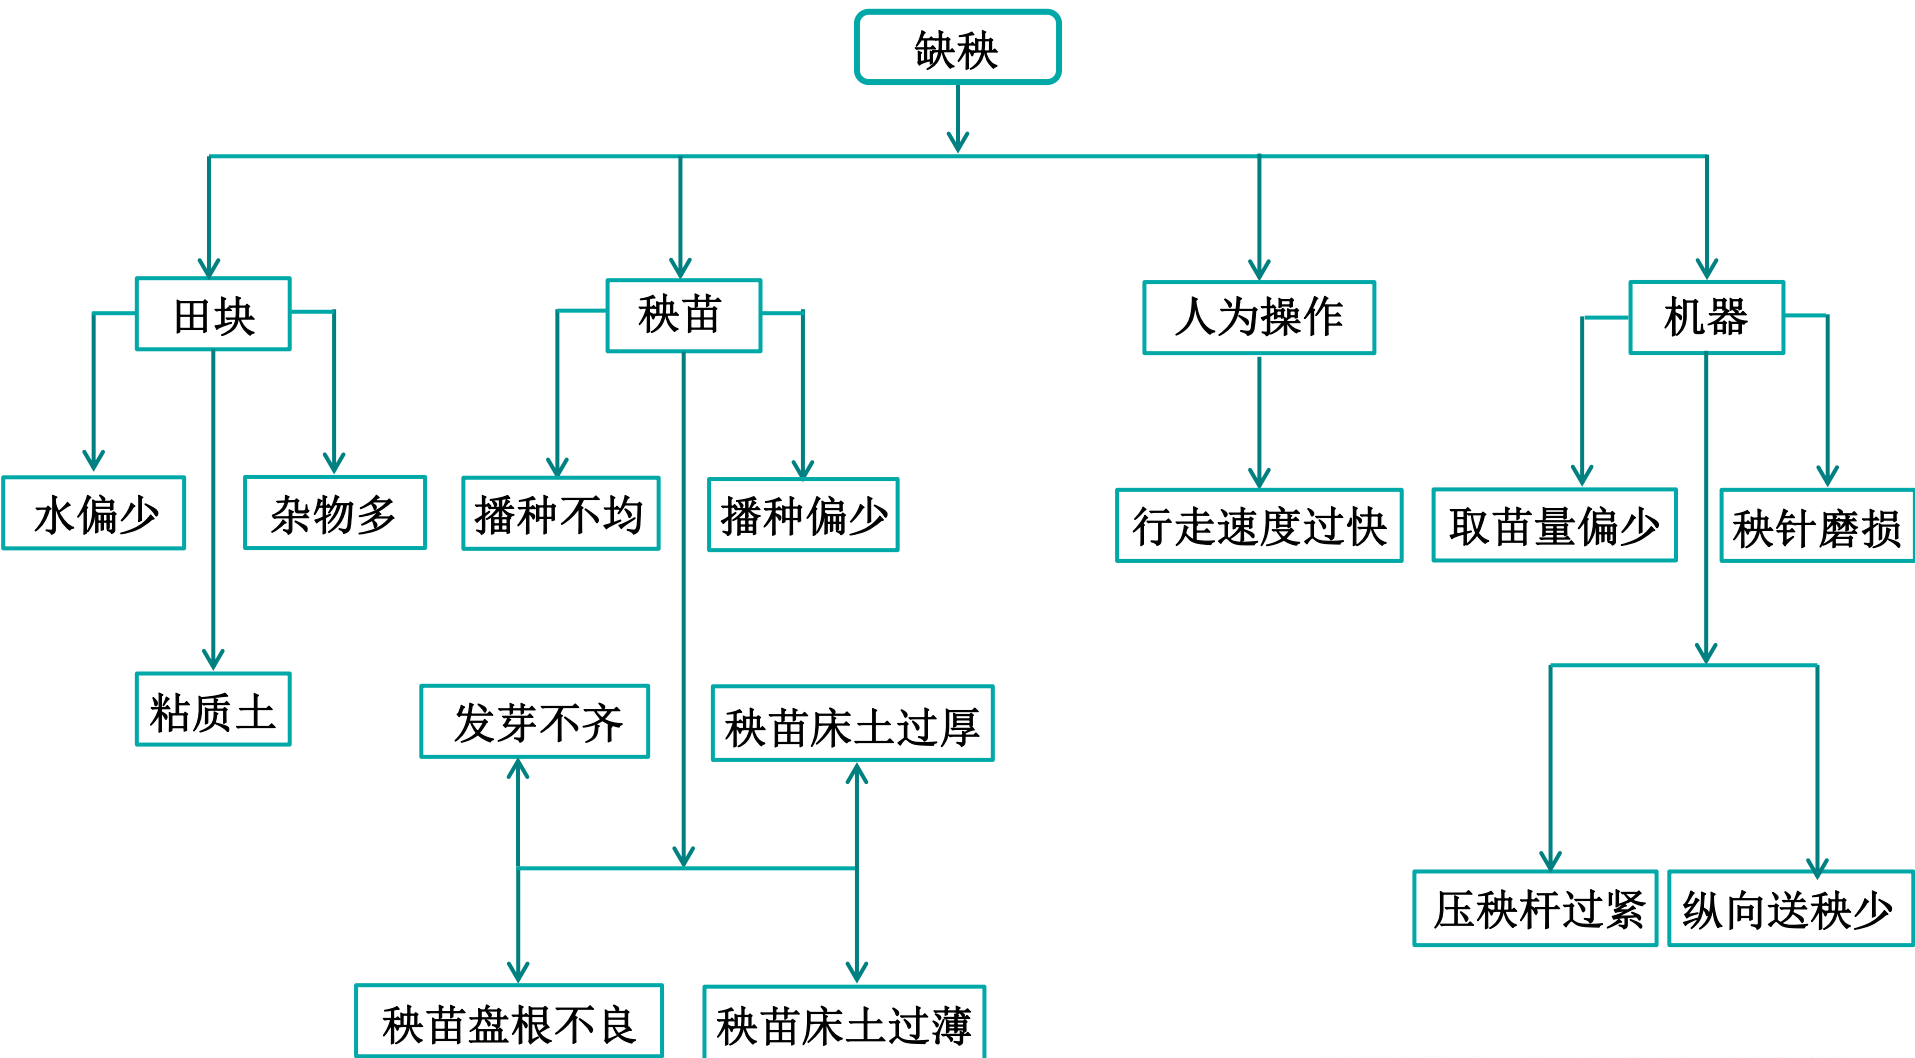 缺秧
田块
秧苗
人为操作
机器
水偏少
杂物多
播种不均
播种偏少
行走速度过快
取苗量偏少
秧针磨损
粘质土
发芽不齐
秧苗床土过厚
压秧杆过紧
纵向送秧少
秧苗盘根不良
秧苗床土过薄